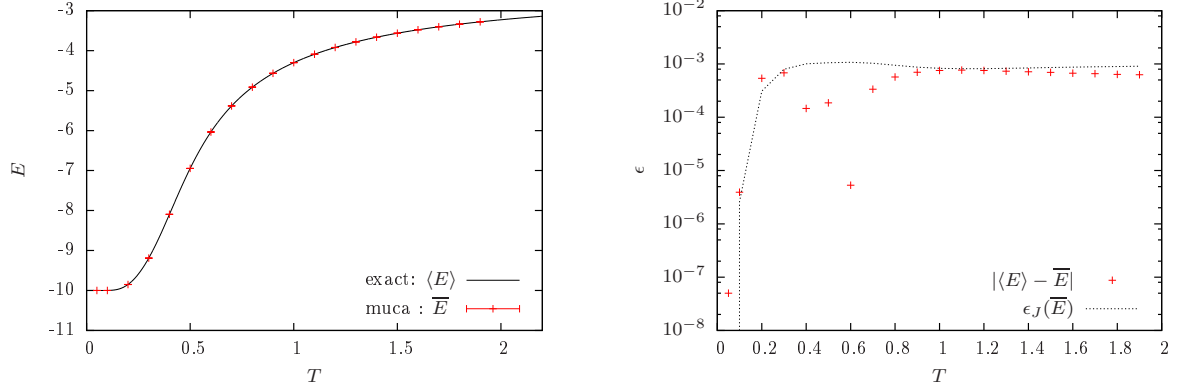 -3
-4
-5
-6
-7
-8
-9
-10
-11
E
0 0.5 1 1.5 2
T
exact: ⟨E⟩
muca : E̅
10⁻²
10⁻³
10⁻⁴
10⁻⁵
10⁻⁶
10⁻⁷
10⁻⁸
ϵ
0 0.2 0.4 0.6 0.8 1 1.2 1.4 1.6 1.8 2
T
|⟨E⟩ − E̅|
ϵ_J(E̅)